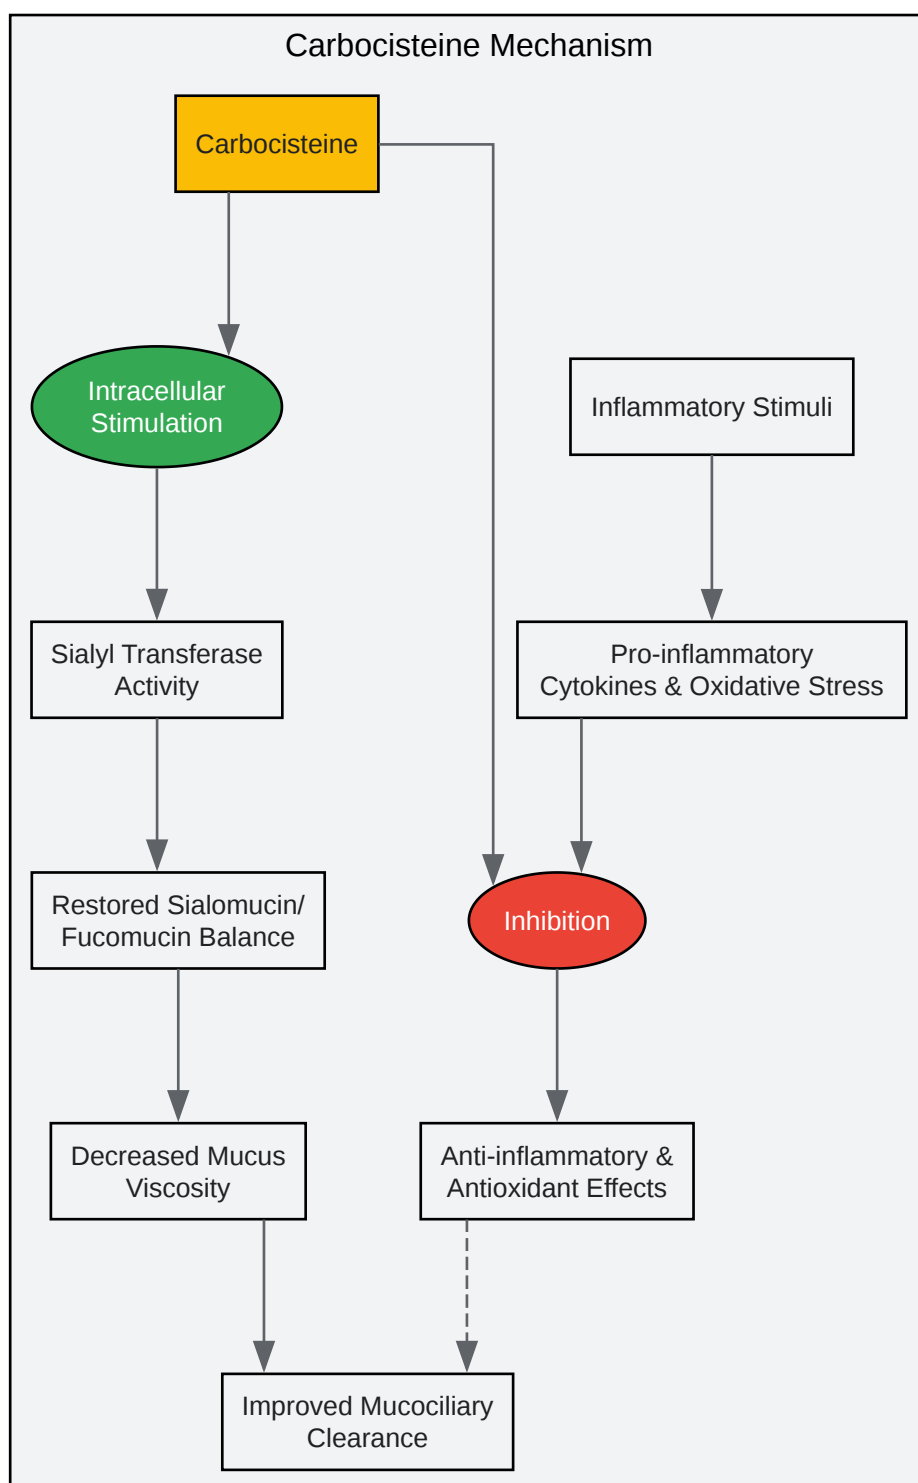 Carbocisteine Mechanism
Carbocisteine
Intracellular
Stimulation
Inflammatory Stimuli
Sialyl Transferase
Activity
Pro-inflammatory
Cytokines & Oxidative Stress
Restored Sialomucin/
Fucomucin Balance
Inhibition
Decreased Mucus
Viscosity
Anti-inflammatory &
Antioxidant Effects
Improved Mucociliary
Clearance